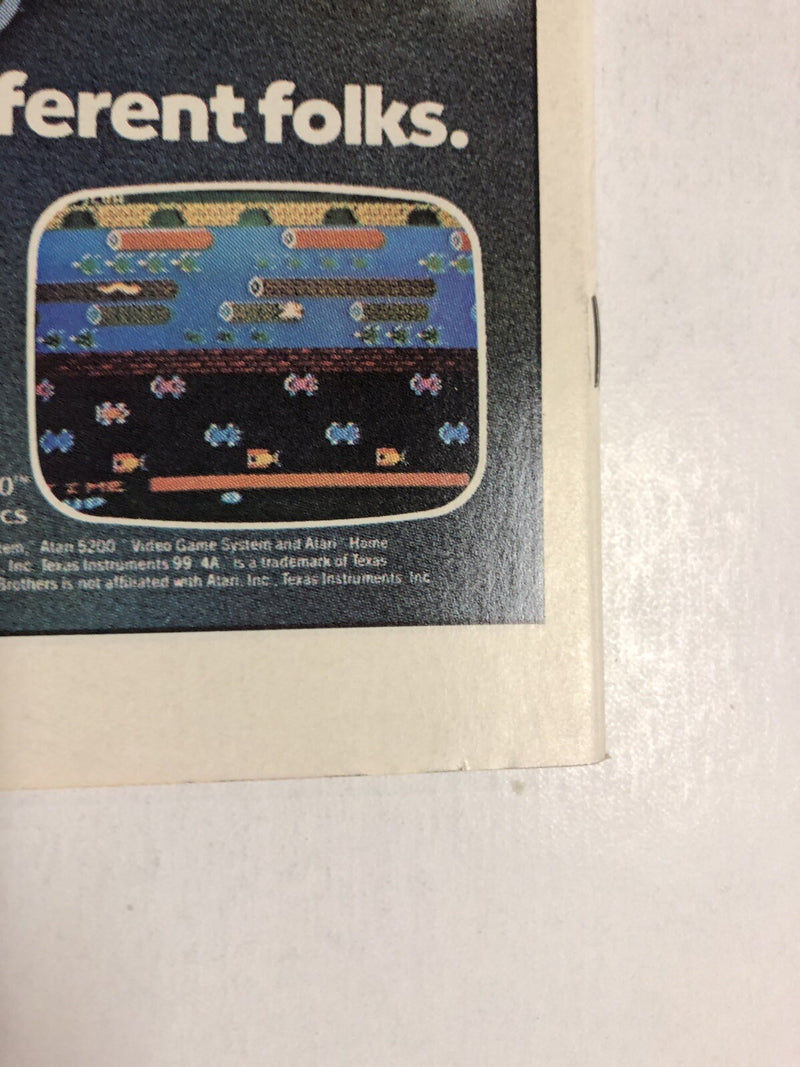 ferent folks.
TIME
0™
cs
tem, Atari 5200 Video Game System and Atari Home
, Inc. Texas Instruments 99 4A is a trademark of Texas
Brothers is not affiliated with Atari, Inc., Texas Instruments Inc